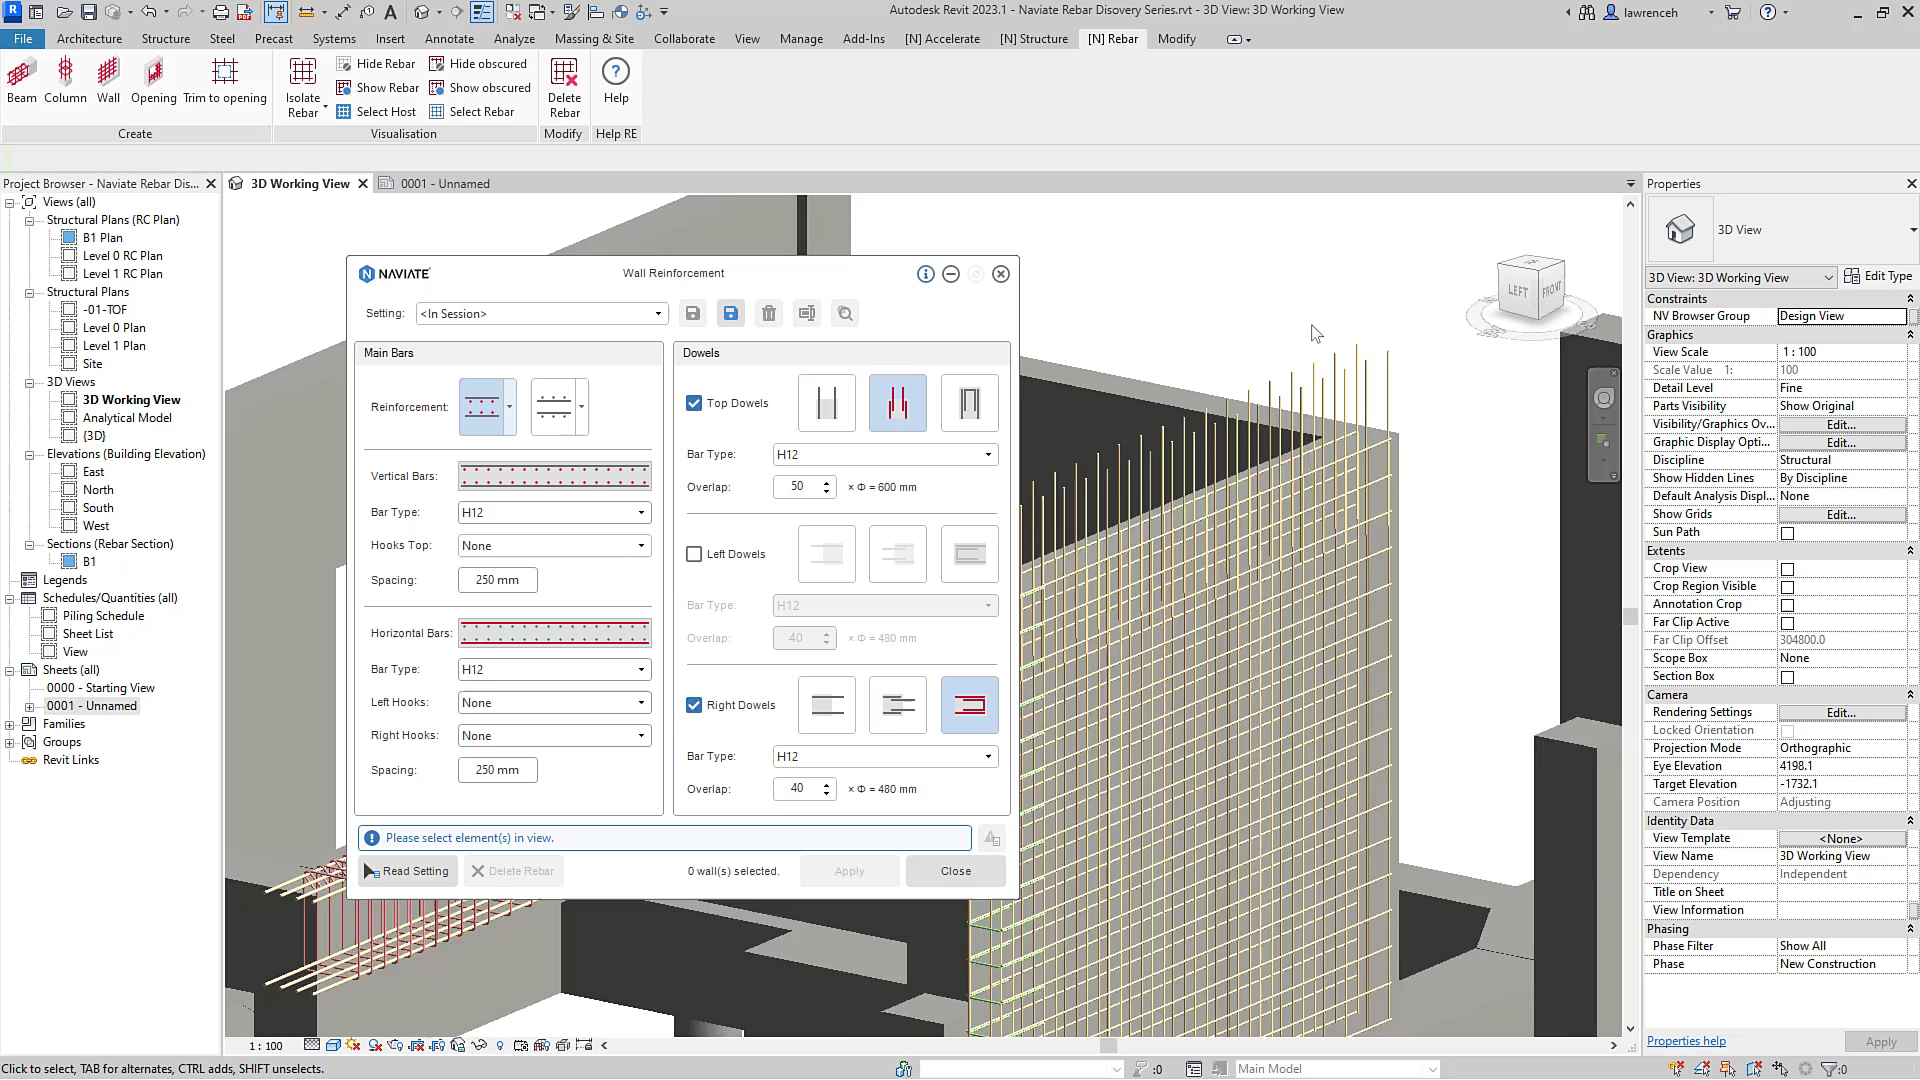 Autodesk Revit 2023.1 - Naviate Rebar Disovery Series.rvt - 3D View: 3D Working View
lawrenceh
File Architecture Structure Steel Precast Systems Insert Annotate Analyze Massing & Site Collaborate View Manage Add-Ins [N] Accelerate [N] Structure [N] Rebar Modify
Beam Column Wall Opening Trim to opening
Isolate Rebar
Hide Rebar
Show Rebar
Select Host
Hide obscured
Show obscured
Select Rebar
Delete Rebar
Help
Create Visualisation Modify Help RE
Project Browser - Naviate Rebar Dis...
3D Working View
0001 - Unnamed
Views (all)
Structural Plans (RC Plan)
B1 Plan
Level 0 RC Plan
Level 1 RC Plan
Structural Plans
-01-TOF
Level 0 Plan
Level 1 Plan
Site
3D Views
3D Working View
Analytical Model
{3D}
Elevations (Building Elevation)
East
North
South
West
Sections (Rebar Section)
B1
Legends
Schedules/Quantities (all)
Piling Schedule
Sheet List
View
Sheets (all)
0000 - Starting View
0001 - Unnamed
Families
Groups
Revit Links
NAVIATE
Wall Reinforcement
Setting: <In Session>
Main Bars
Reinforcement:
Vertical Bars:
Bar Type: H12
Hooks Top: None
Spacing: 250 mm
Horizontal Bars:
Bar Type: H12
Left Hooks: None
Right Hooks: None
Spacing: 250 mm
Dowels
Top Dowels
Bar Type: H12
Overlap: 50 × Φ = 600 mm
Left Dowels
Bar Type: H12
Overlap: 40 × Φ = 480 mm
Right Dowels
Bar Type: H12
Overlap: 40 × Φ = 480 mm
Please select element(s) in view.
Read Setting Delete Rebar 0 wall(s) selected. Apply Close
LEFT FRONT
Properties
3D View
3D View: 3D Working View Edit Type
Constraints
NV Browser Group Design View
Graphics
View Scale 1 : 100
Scale Value 1: 100
Detail Level Fine
Parts Visibility Show Original
Visibility/Graphics Ov... Edit...
Graphic Display Opti... Edit...
Discipline Structural
Show Hidden Lines By Discipline
Default Analysis Displ... None
Show Grids Edit...
Sun Path
Extents
Crop View
Crop Region Visible
Annotation Crop
Far Clip Active
Far Clip Offset 304800.0
Scope Box None
Section Box
Camera
Rendering Settings Edit...
Locked Orientation
Projection Mode Orthographic
Eye Elevation 4198.1
Target Elevation -1732.1
Camera Position Adjusting
Identity Data
View Template <None>
View Name 3D Working View
Dependency Independent
Title on Sheet
View Information
Phasing
Phase Filter Show All
Phase New Construction
Properties help Apply
1 : 100
Click to select, TAB for alternates, CTRL adds, SHIFT unselects.
:0
Main Model
:0